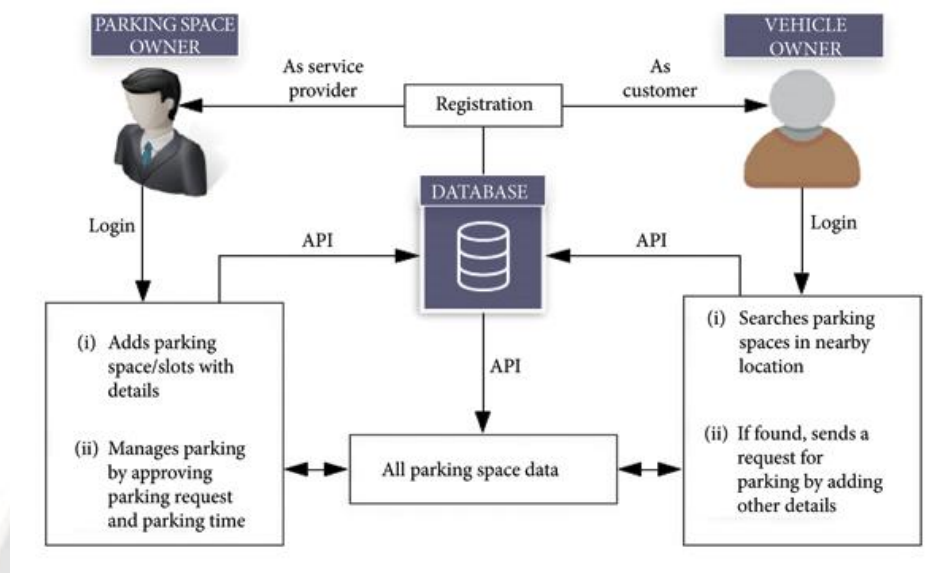 PARKING SPACE
OWNER
VEHICLE
OWNER
As service
provider
As
customer
Registration
DATABASE
Login
API
API
Login
(i) Adds parking
space/slots with
details
(ii) Manages parking
by approving
parking request
and parking time
API
All parking space data
(i) Searches parking
spaces in nearby
location
(ii) If found, sends a
request for
parking by adding
other details